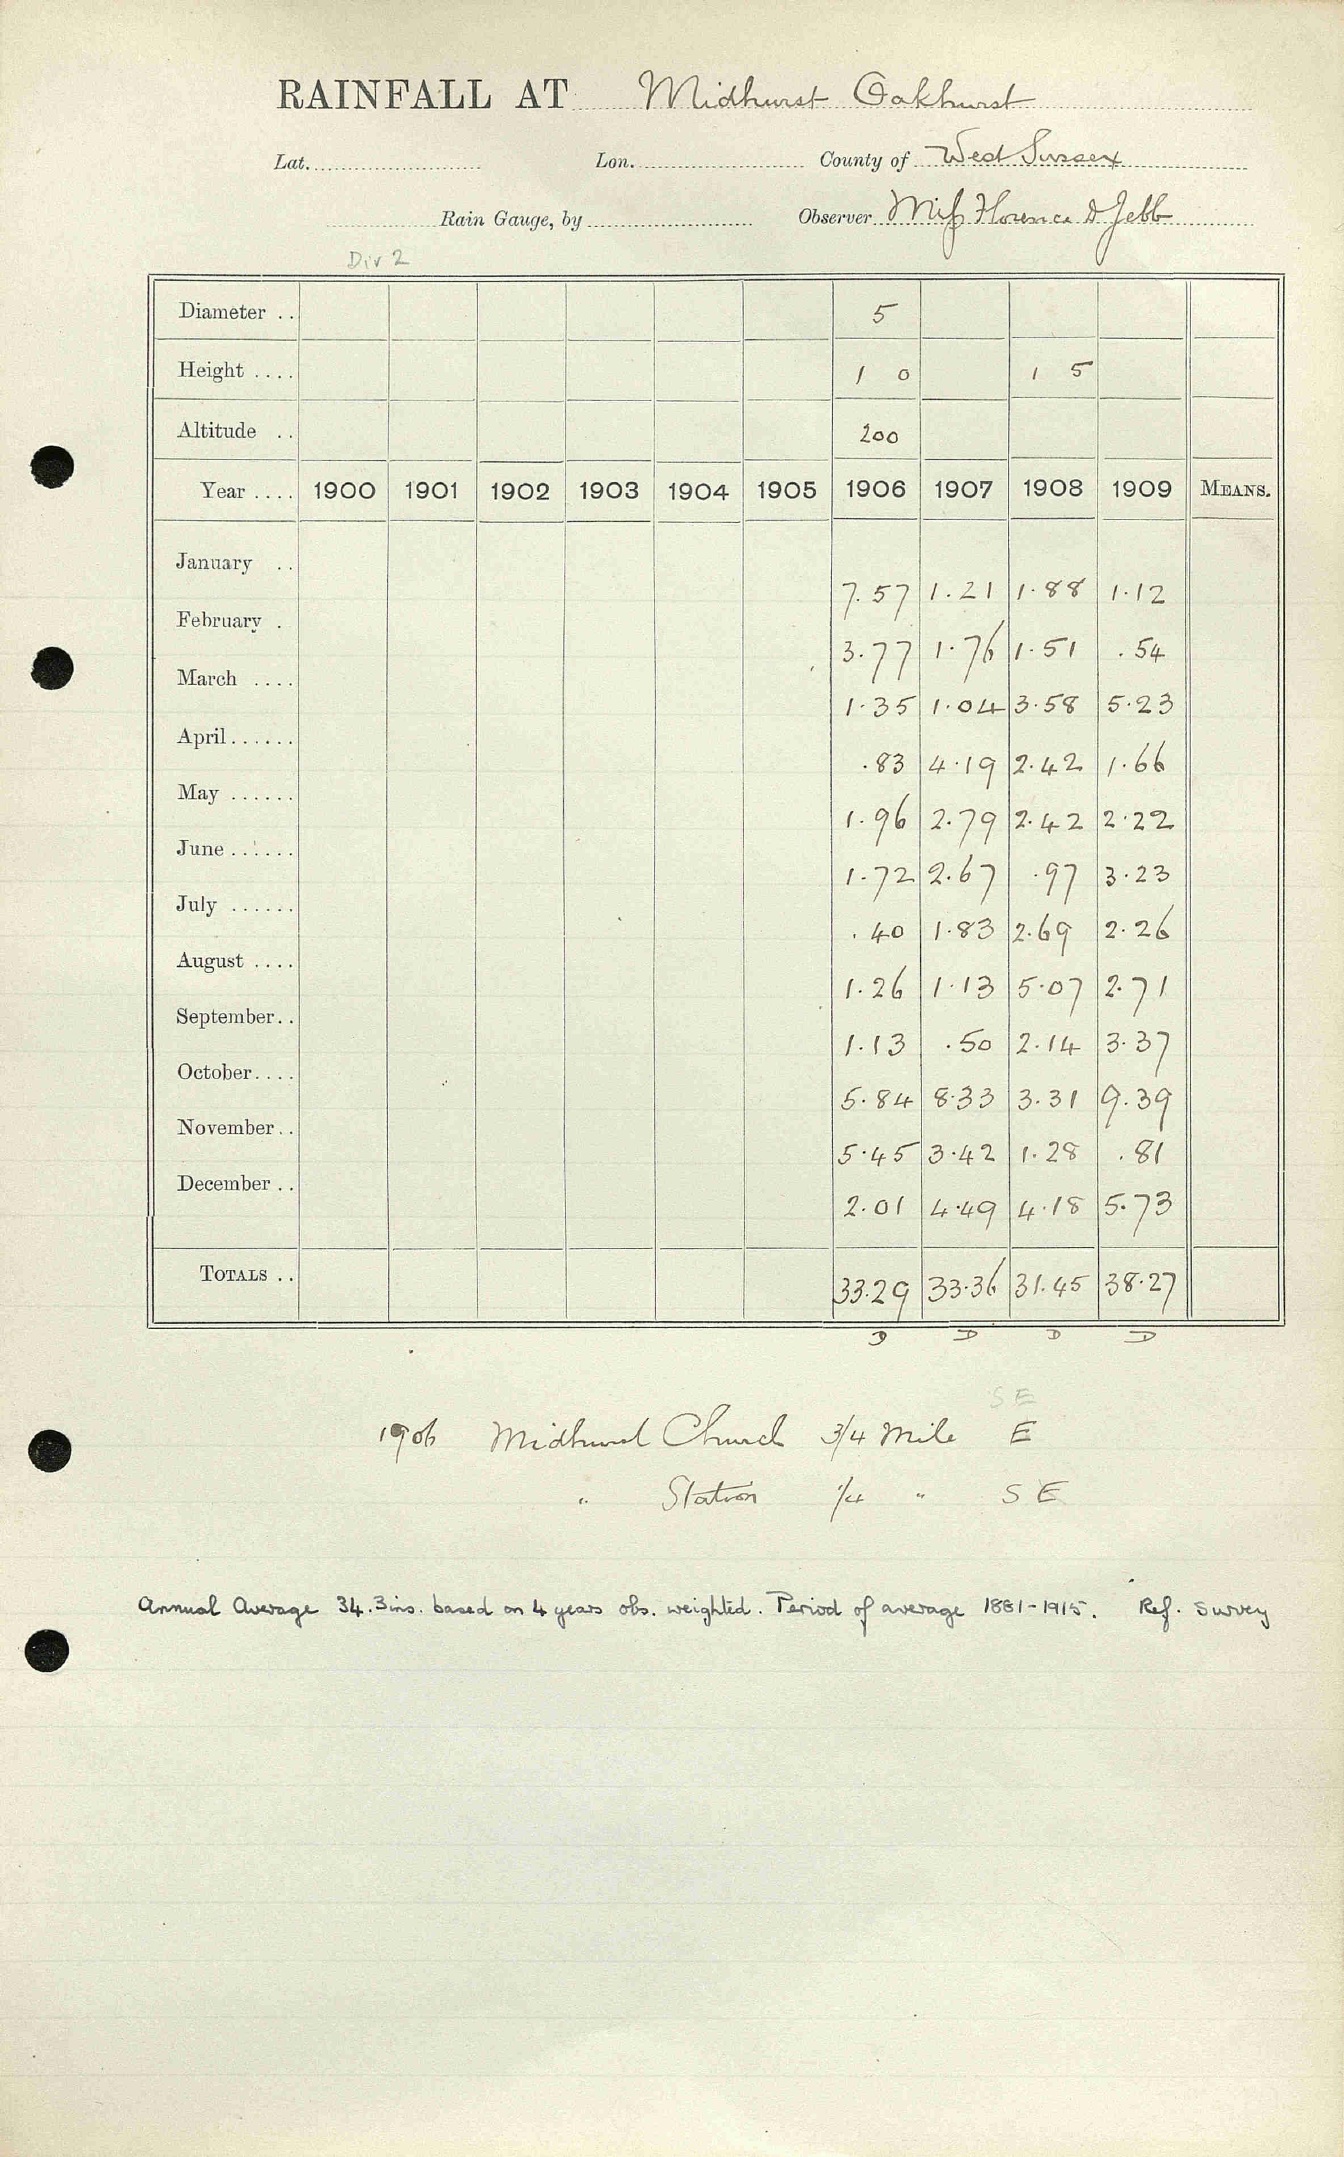 RAINFALL AT Midhurst Oakhurst
Lat. Lon. County of West Sussex
Rain Gauge, by Observer Miss Florence D Jebb
Div 2
Diameter .. 5
Height .... 1 0 1 5
Altitude .. 200
Year .... 1900 1901 1902 1903 1904 1905 1906 1907 1908 1909 MEANS.
January .. 7.57 1.21 1.88 1.12
February . 3.77 1.76 1.51 .54
March .... 1.35 1.04 3.58 5.23
April...... .83 4.19 2.42 1.66
May ...... 1.96 2.79 2.42 2.22
June...... 1.72 2.67 .97 3.23
July ...... .40 1.83 2.69 2.26
August .... 1.26 1.13 5.07 2.71
September.. 1.13 .50 2.14 3.37
October.... 5.84 8.33 3.31 9.39
November.. 5.45 3.42 1.28 .81
December .. 2.01 4.49 4.18 5.73
TOTALS .. 33.29 33.36 31.45 38.27
D D D D
S E
1906 Midhurst Church 3/4 Mile E
" Station 1/4 " S E
Annual Average 34.3ins. based on 4 years obs. weighted. Period of average 1881-1915. Ref. Survey